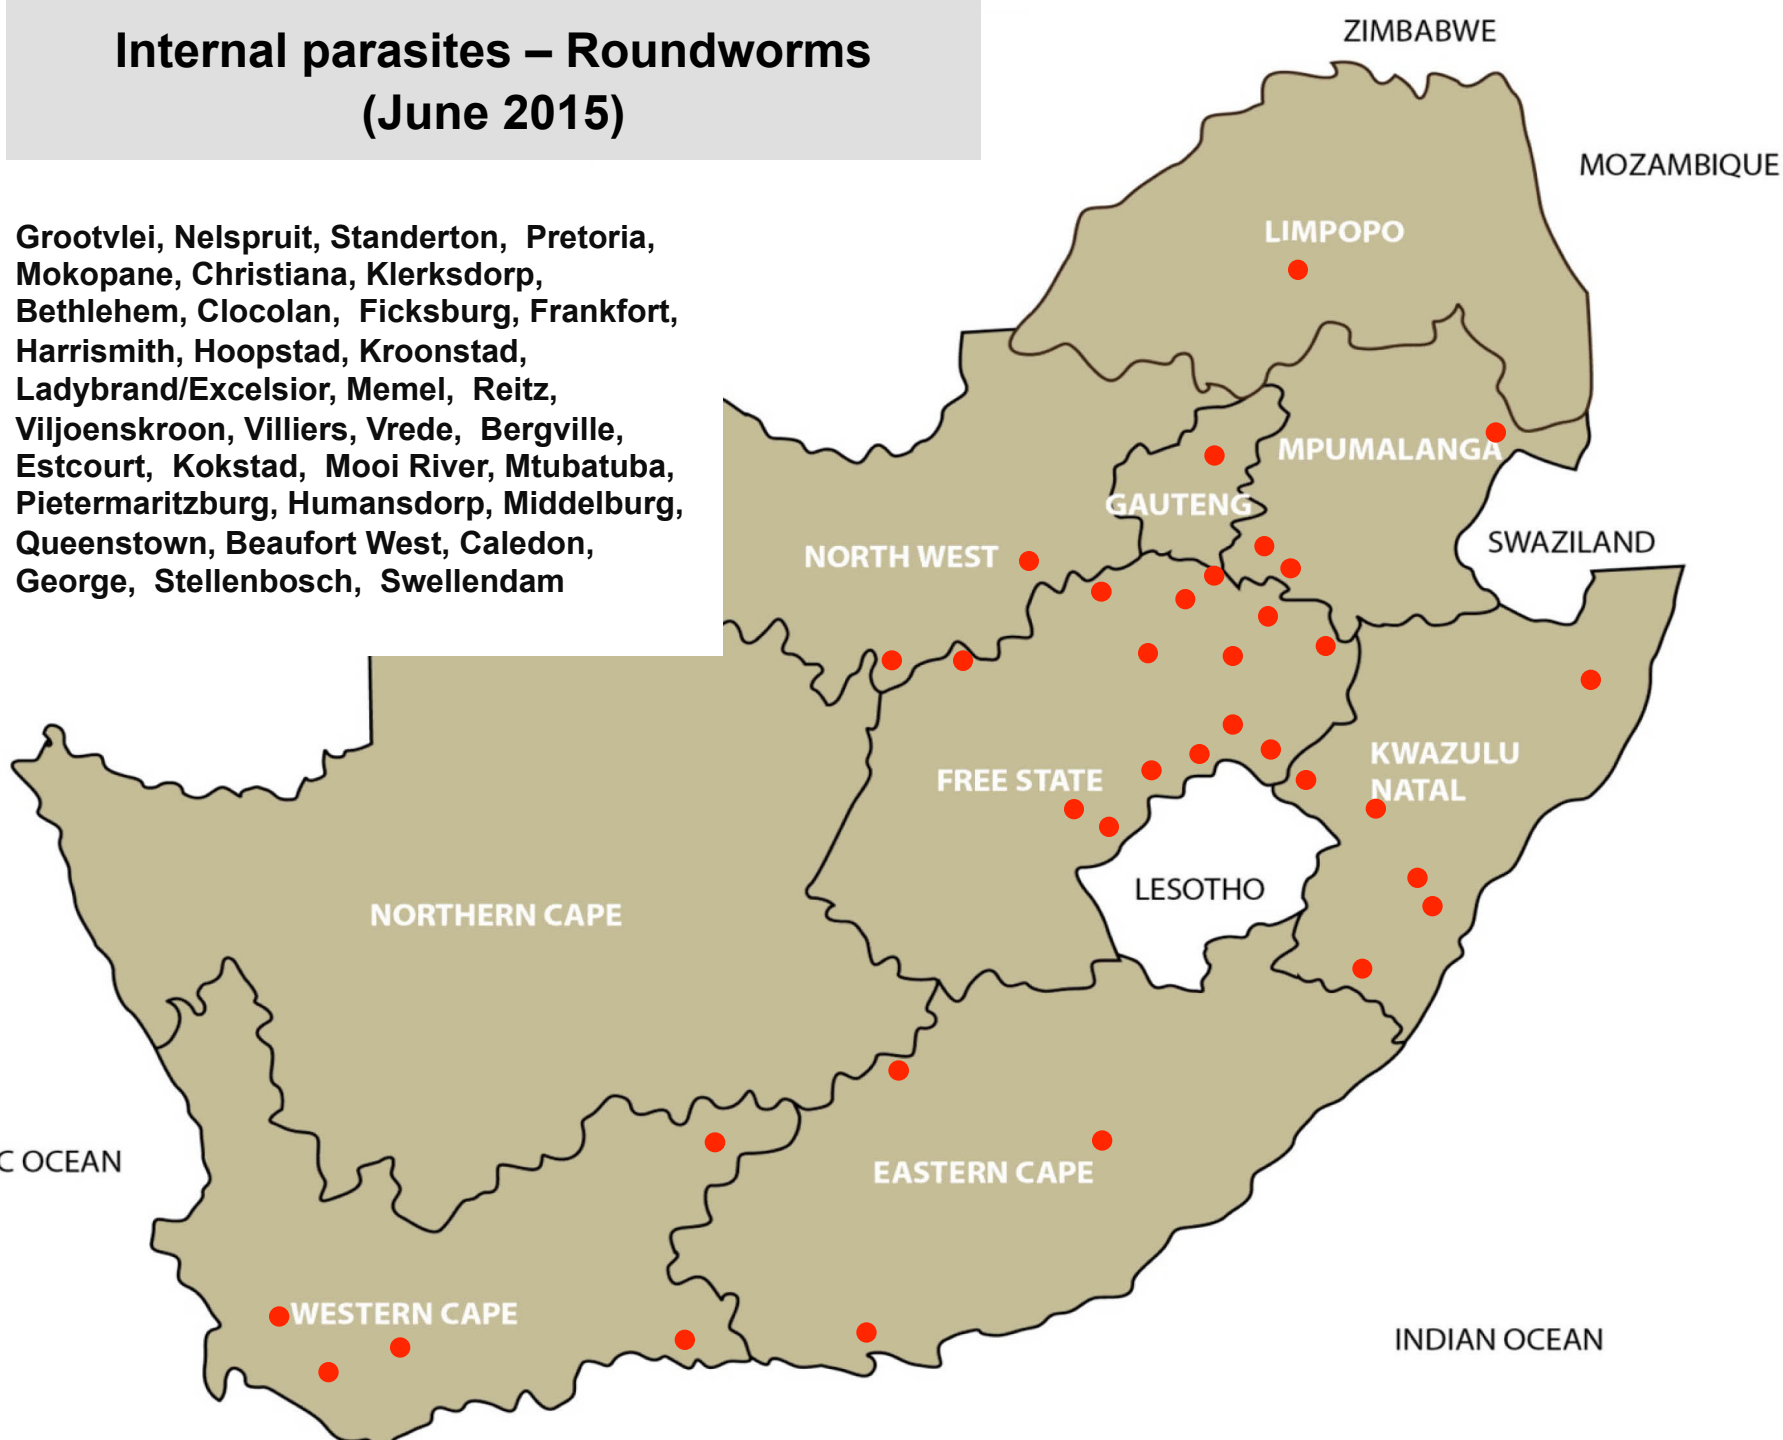 Internal parasites – Roundworms
(June 2015)
Grootvlei, Nelspruit, Standerton, Pretoria,
Mokopane, Christiana, Klerksdorp,
Bethlehem, Clocolan, Ficksburg, Frankfort,
Harrismith, Hoopstad, Kroonstad,
Ladybrand/Excelsior, Memel, Reitz,
Viljoenskroon, Villiers, Vrede, Bergville,
Estcourt, Kokstad, Mooi River, Mtubatuba,
Pietermaritzburg, Humansdorp, Middelburg,
Queenstown, Beaufort West, Caledon,
George, Stellenbosch, Swellendam
ZIMBABWE
MOZAMBIQUE
LIMPOPO
MPUMALANGA
GAUTENG
SWAZILAND
NORTH WEST
KWAZULU
NATAL
FREE STATE
LESOTHO
NORTHERN CAPE
C OCEAN
EASTERN CAPE
WESTERN CAPE
INDIAN OCEAN